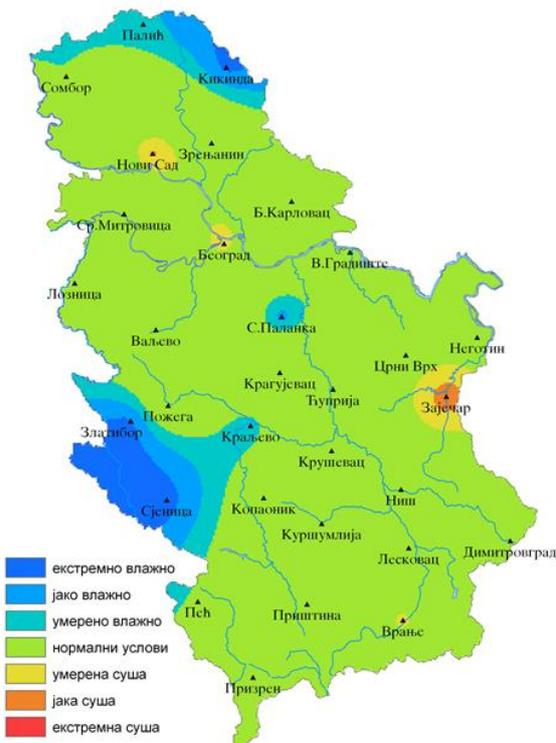 Палић
Кикинда
Сомбор
Нови Сад
Зрењанин
Б.Карловац
Ср.Митровица
Београд
В.Градиште
Лозница
С.Паланка
Ваљево
Неготин
Црни Врх
Крагујевац
Ћуприја
Зајечар
Пожега
Златибор
Краљево
Крушевац
Сјеница
Копаоник
Ниш
Куршумлија
Лесковац
Димитровград
Пећ
Приштина
Врање
Призрен
екстремно влажно
јако влажно
умерено влажно
нормални услови
умерена суша
јака суша
екстремна суша